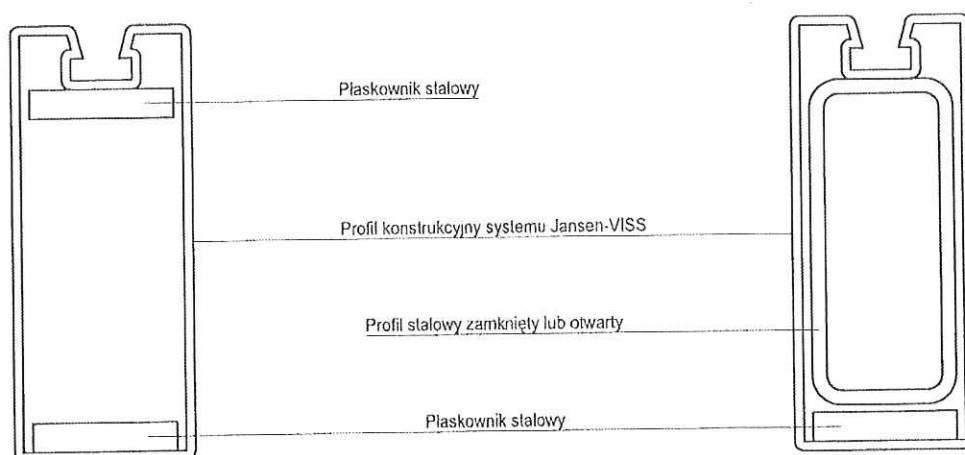 Płaskownik stalowy
Profil konstrukcyjny systemu Jansen-VISS
Profil stalowy zamknięty lub otwarty
Płaskownik stalowy